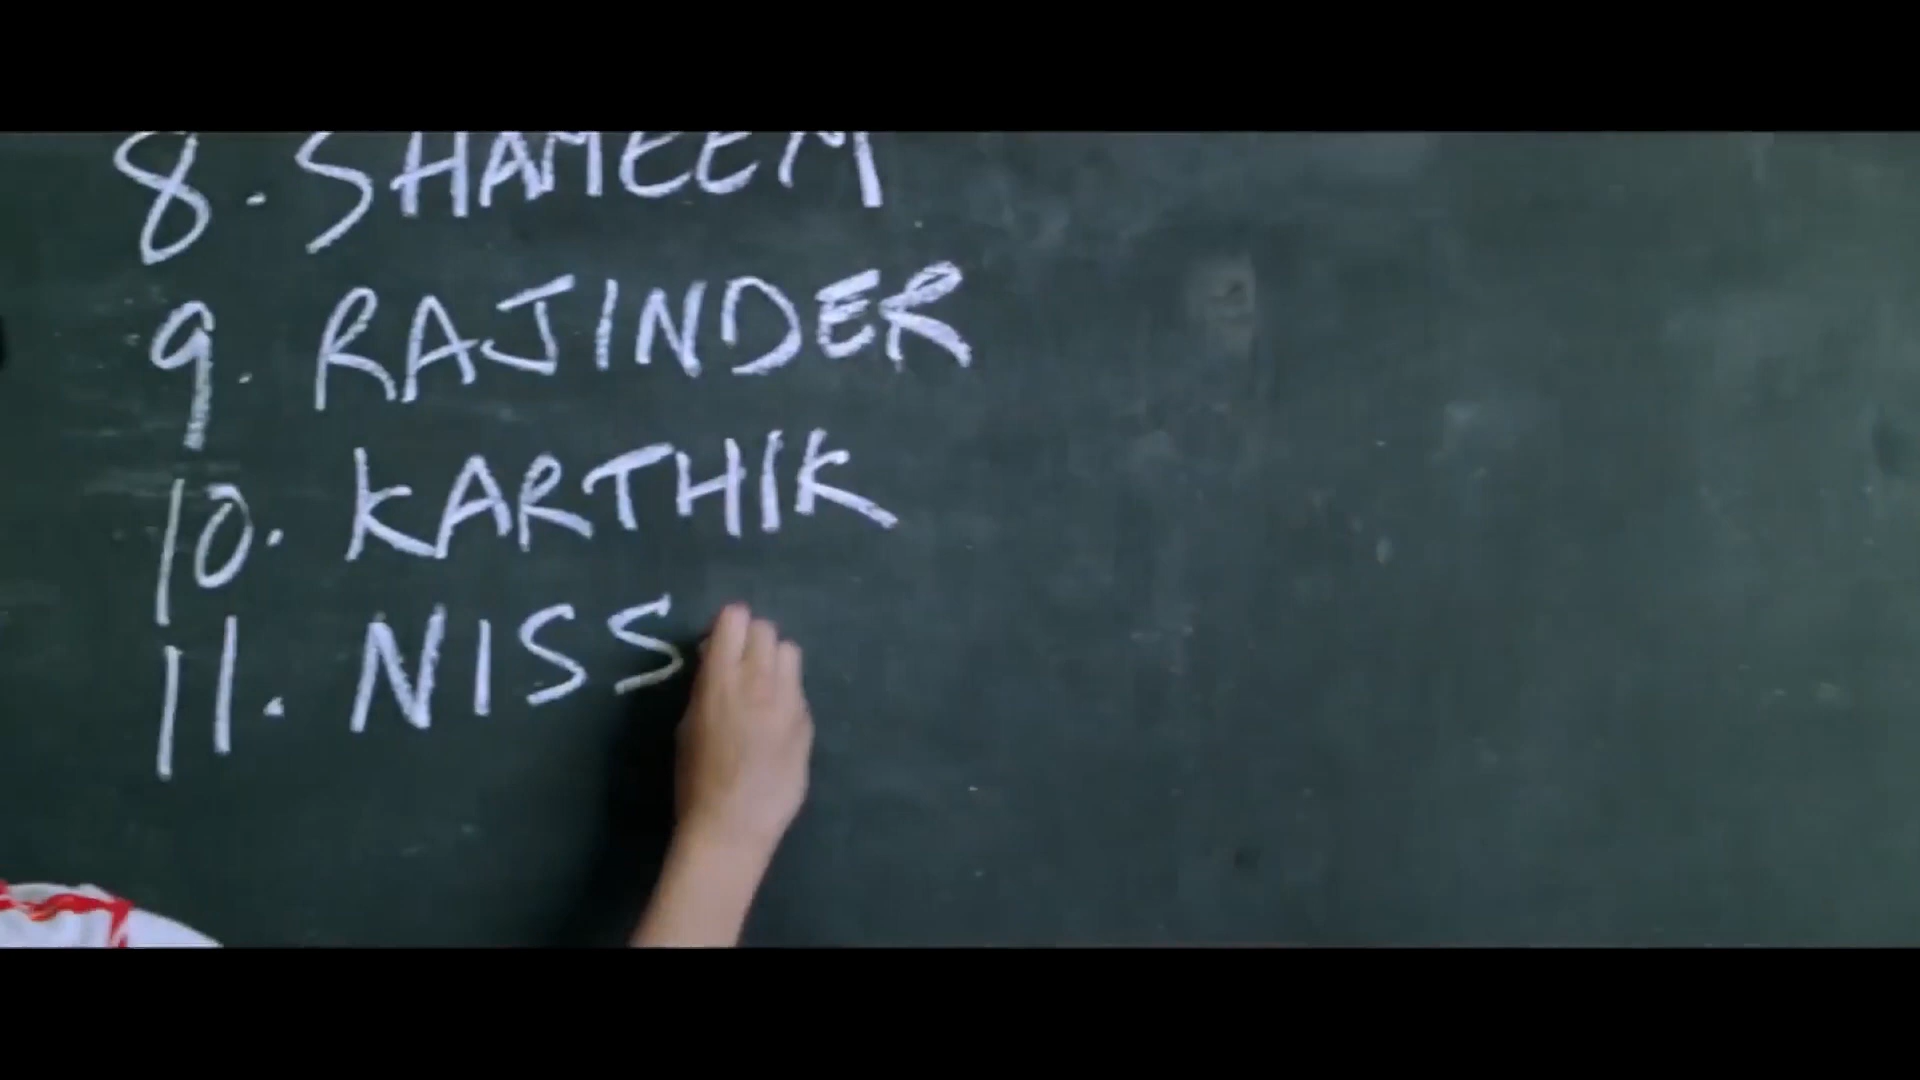 8. SHAMEEM
9. RAJINDER
10. KARTHIK
11. NISS